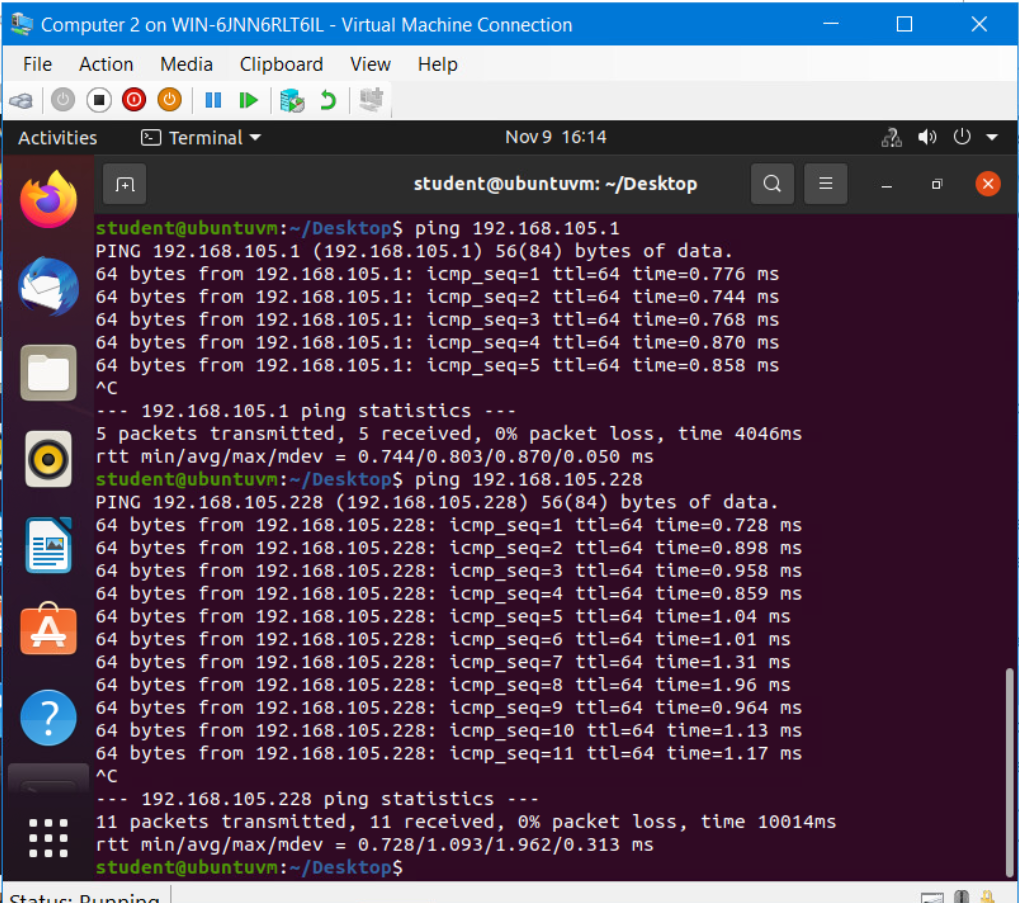 Computer 2 on WIN-6JNN6RLT6IL - Virtual Machine Connection
File Action Media Clipboard View Help
Activities Terminal Nov 9 16:14
student@ubuntuvm: ~/Desktop
student@ubuntuvm:~/Desktop$ ping 192.168.105.1
PING 192.168.105.1 (192.168.105.1) 56(84) bytes of data.
64 bytes from 192.168.105.1: icmp_seq=1 ttl=64 time=0.776 ms
64 bytes from 192.168.105.1: icmp_seq=2 ttl=64 time=0.744 ms
64 bytes from 192.168.105.1: icmp_seq=3 ttl=64 time=0.768 ms
64 bytes from 192.168.105.1: icmp_seq=4 ttl=64 time=0.870 ms
64 bytes from 192.168.105.1: icmp_seq=5 ttl=64 time=0.858 ms
^C
--- 192.168.105.1 ping statistics ---
5 packets transmitted, 5 received, 0% packet loss, time 4046ms
rtt min/avg/max/mdev = 0.744/0.803/0.870/0.050 ms
student@ubuntuvm:~/Desktop$ ping 192.168.105.228
PING 192.168.105.228 (192.168.105.228) 56(84) bytes of data.
64 bytes from 192.168.105.228: icmp_seq=1 ttl=64 time=0.728 ms
64 bytes from 192.168.105.228: icmp_seq=2 ttl=64 time=0.898 ms
64 bytes from 192.168.105.228: icmp_seq=3 ttl=64 time=0.958 ms
64 bytes from 192.168.105.228: icmp_seq=4 ttl=64 time=0.859 ms
64 bytes from 192.168.105.228: icmp_seq=5 ttl=64 time=1.04 ms
64 bytes from 192.168.105.228: icmp_seq=6 ttl=64 time=1.01 ms
64 bytes from 192.168.105.228: icmp_seq=7 ttl=64 time=1.31 ms
64 bytes from 192.168.105.228: icmp_seq=8 ttl=64 time=1.96 ms
64 bytes from 192.168.105.228: icmp_seq=9 ttl=64 time=0.964 ms
64 bytes from 192.168.105.228: icmp_seq=10 ttl=64 time=1.13 ms
64 bytes from 192.168.105.228: icmp_seq=11 ttl=64 time=1.17 ms
^C
--- 192.168.105.228 ping statistics ---
11 packets transmitted, 11 received, 0% packet loss, time 10014ms
rtt min/avg/max/mdev = 0.728/1.093/1.962/0.313 ms
student@ubuntuvm:~/Desktop$
Status: Running